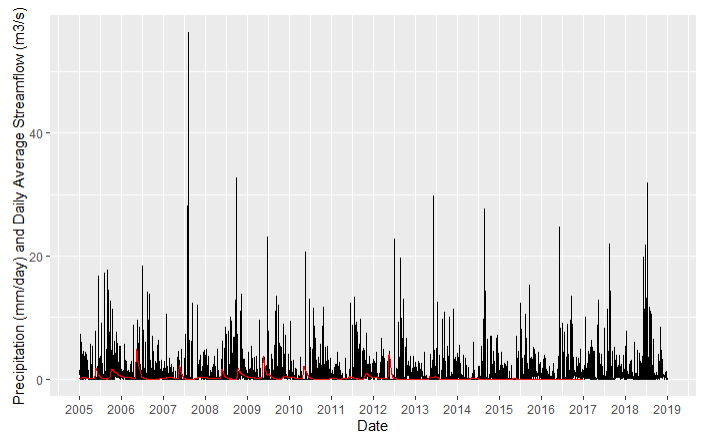 Precipitation (mm/day) and Daily Average Streamflow (m3/s)
40
20
0
2005 2006 2007 2008 2009 2010 2011 2012 2013 2014 2015 2016 2017 2018 2019
Date